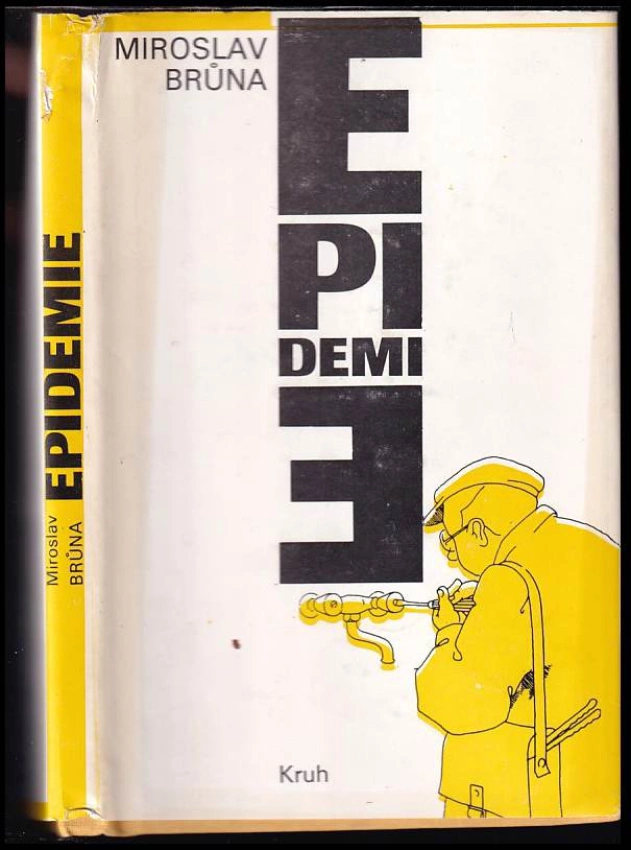 MIROSLAV
BRŮNA
E
PI
DEMI
E
Kruh
Miroslav
BRŮNA
EPIDEMIE